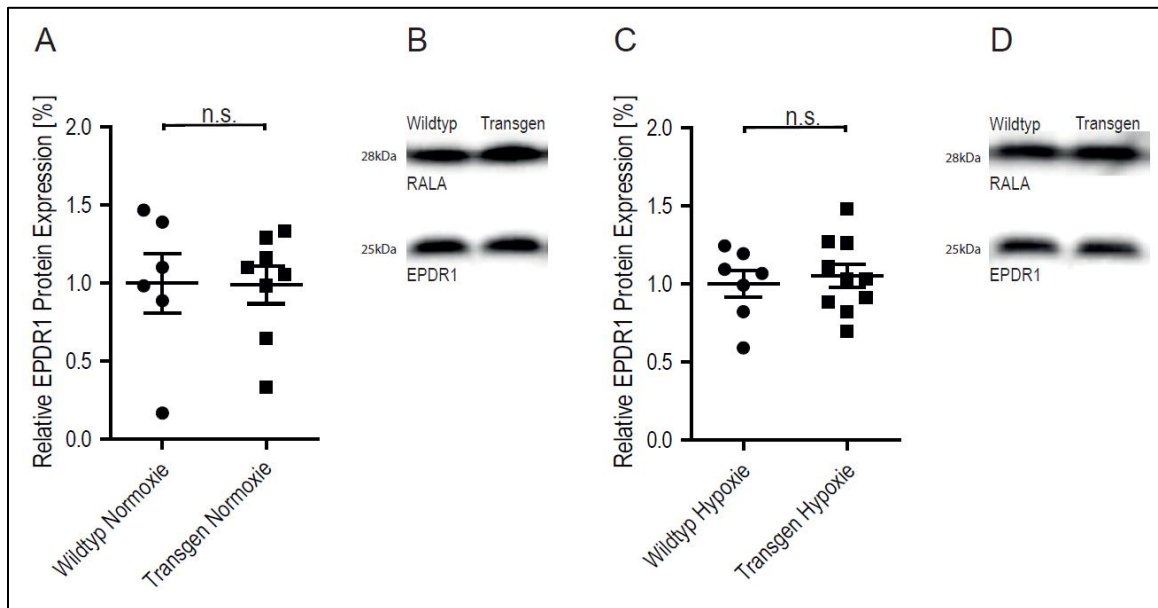 A
Relative EPDR1 Protein Expression [%]
2.0
1.5
1.0
0.5
0.0
n.s.
Wildtyp Normoxie
Transgen Normoxie
B
Wildtyp Transgen
28kDa
RALA
25kDa
EPDR1
C
Relative EPDR1 Protein Expression [%]
2.0
1.5
1.0
0.5
0.0
n.s.
Wildtyp Hypoxie
Transgen Hypoxie
D
Wildtyp Transgen
28kDa
RALA
25kDa
EPDR1